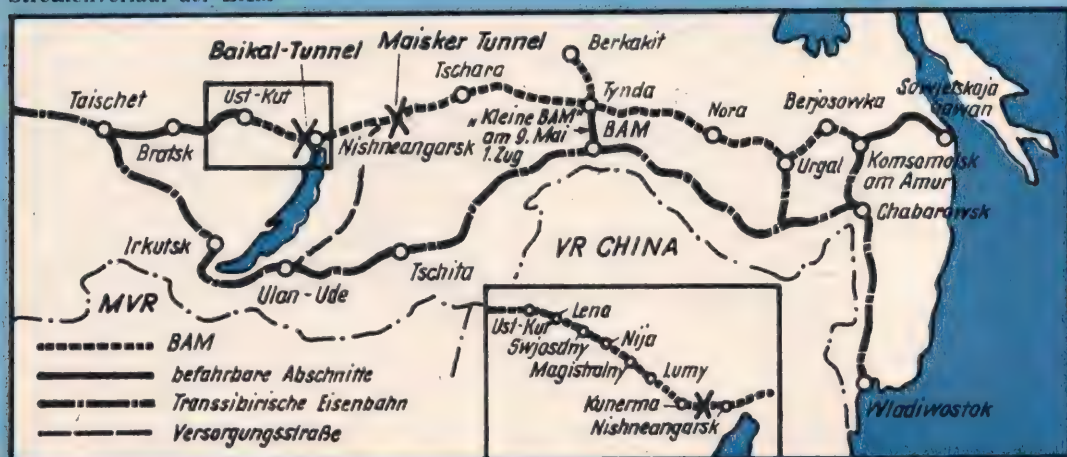 Baikal-Tunnel
Maisker Tunnel
Berkakit
Tschara
Taischet
Ust-Kut
Tynda
Sowjetskaja
Gawan
Nora
Berjosowka
„Kleine BAM"
am 9. Mai
1. Zug
BAM
Bratsk
Nishneangarsk
Urgal
Komsomolsk
am Amur
Chabarowsk
Irkutsk
VR CHINA
Tschita
MVR
Ulan-Ude
Ust-Kut
Lena
Swjosdny
Nija
Magistralny
Lumy
Kunerma
Nishneangarsk
Wladiwostok
BAM
befahrbare Abschnitte
Transsibirische Eisenbahn
Versorgungsstraße